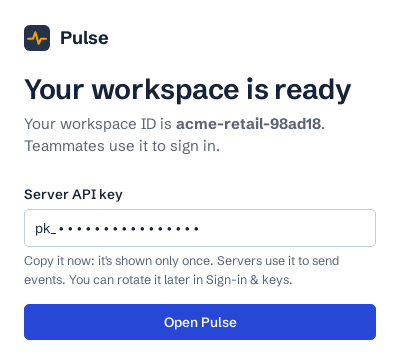 Pulse
Your workspace is ready
Your workspace ID is acme-retail-98ad18.
Teammates use it to sign in.
Server API key
pk_••••••••••••••••
Copy it now: it's shown only once. Servers use it to send
events. You can rotate it later in Sign-in & keys.
Open Pulse